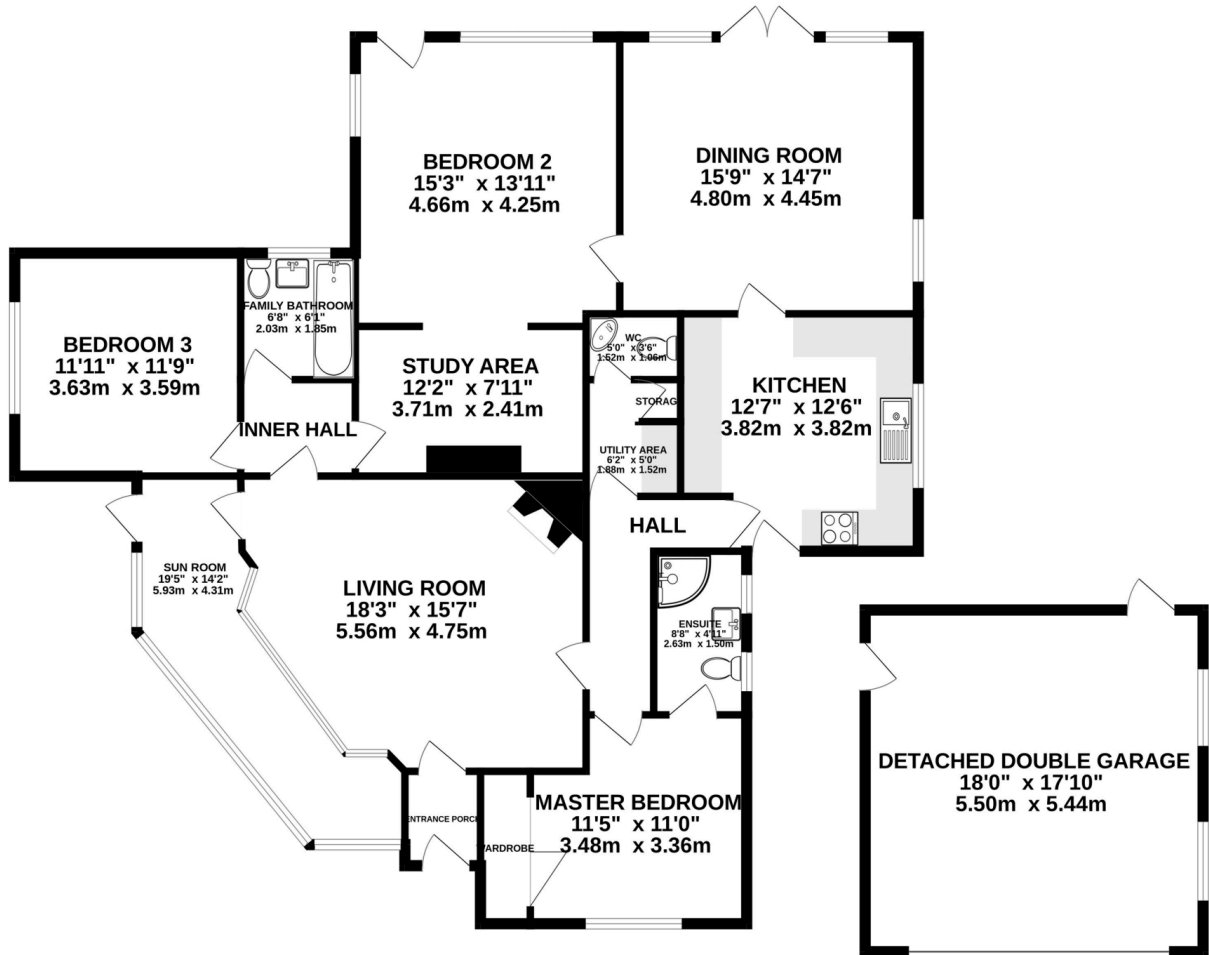 BEDROOM 2
15'3" x 13'11"
4.66m x 4.25m
DINING ROOM
15'9" x 14'7"
4.80m x 4.45m
FAMILY BATHROOM
6'8" x 6'1"
2.03m x 1.85m
BEDROOM 3
11'11" x 11'9"
3.63m x 3.59m
STUDY AREA
12'2" x 7'11"
3.71m x 2.41m
WC
5'0" x 3'6"
1.52m x 1.06m
STORAGE
KITCHEN
12'7" x 12'6"
3.82m x 3.82m
INNER HALL
UTILITY AREA
6'2" x 5'0"
1.88m x 1.52m
HALL
SUN ROOM
19'5" x 14'2"
5.93m x 4.31m
LIVING ROOM
18'3" x 15'7"
5.56m x 4.75m
ENSUITE
8'8" x 4'11"
2.63m x 1.50m
DETACHED DOUBLE GARAGE
18'0" x 17'10"
5.50m x 5.44m
MASTER BEDROOM
11'5" x 11'0"
3.48m x 3.36m
ENTRANCE PORCH
WARDROBE